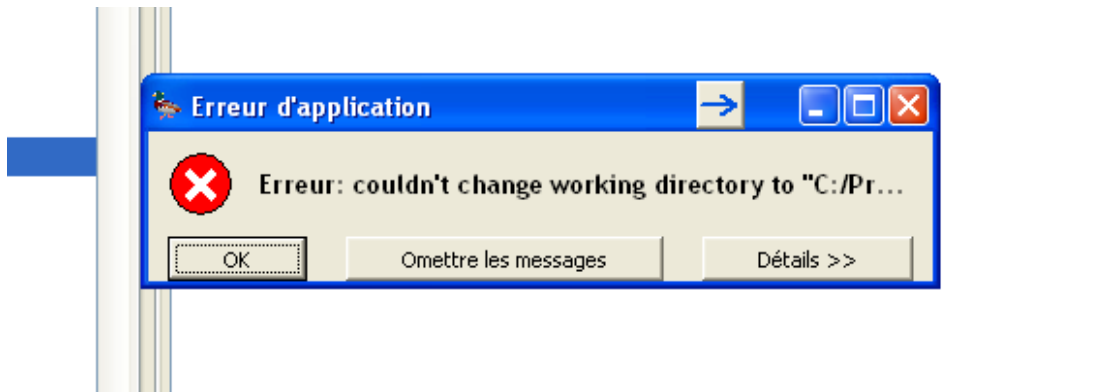 Erreur d'application
Erreur: couldn't change working directory to "C:/Pr...
OK Omettre les messages Détails >>